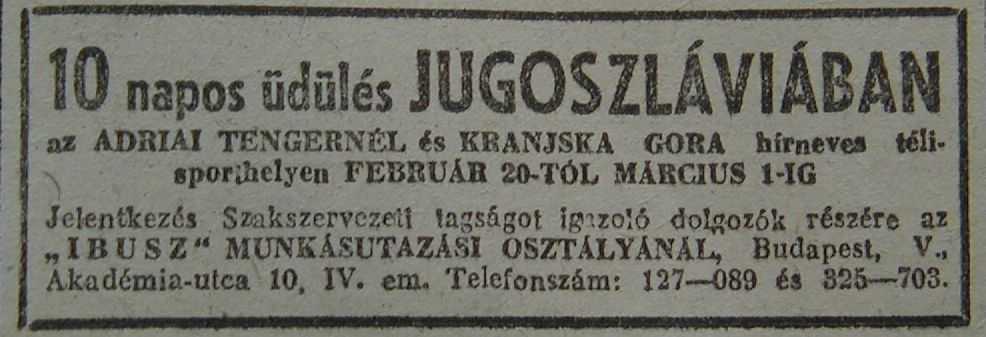 10 napos üdülés JUGOSZLÁVIÁBAN
az ADRIAI TENGERNÉL és KRANJSKA GORA hírneves téli-
sporthelyen FEBRUÁR 20-TÓL MÁRCIUS 1-IG
Jelentkezés Szakszervezeti tagságot igazoló dolgozók részére az
„IBUSZ“ MUNKÁSUTAZÁSI OSZTÁLYÁNÁL, Budapest, V.,
Akadémia-utca 10, IV. em. Telefonszám: 127—089 és 325—703.